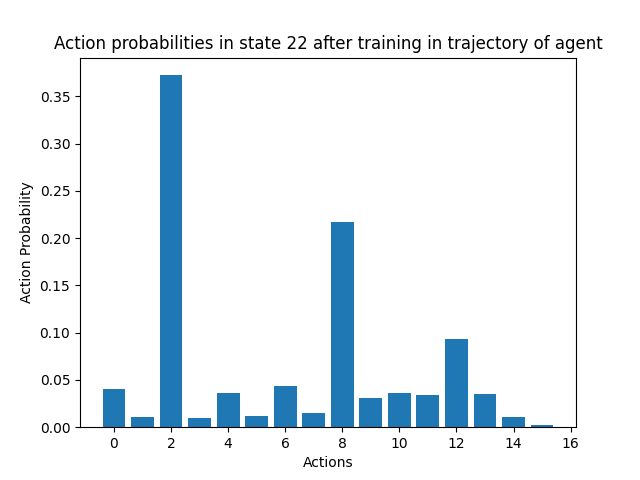 Action probabilities in state 22 after training in trajectory of agent
0.35
0.30
0.25
0.20
0.15
0.10
0.05
0.00
Action Probability
0 2 4 6 8 10 12 14 16
Actions